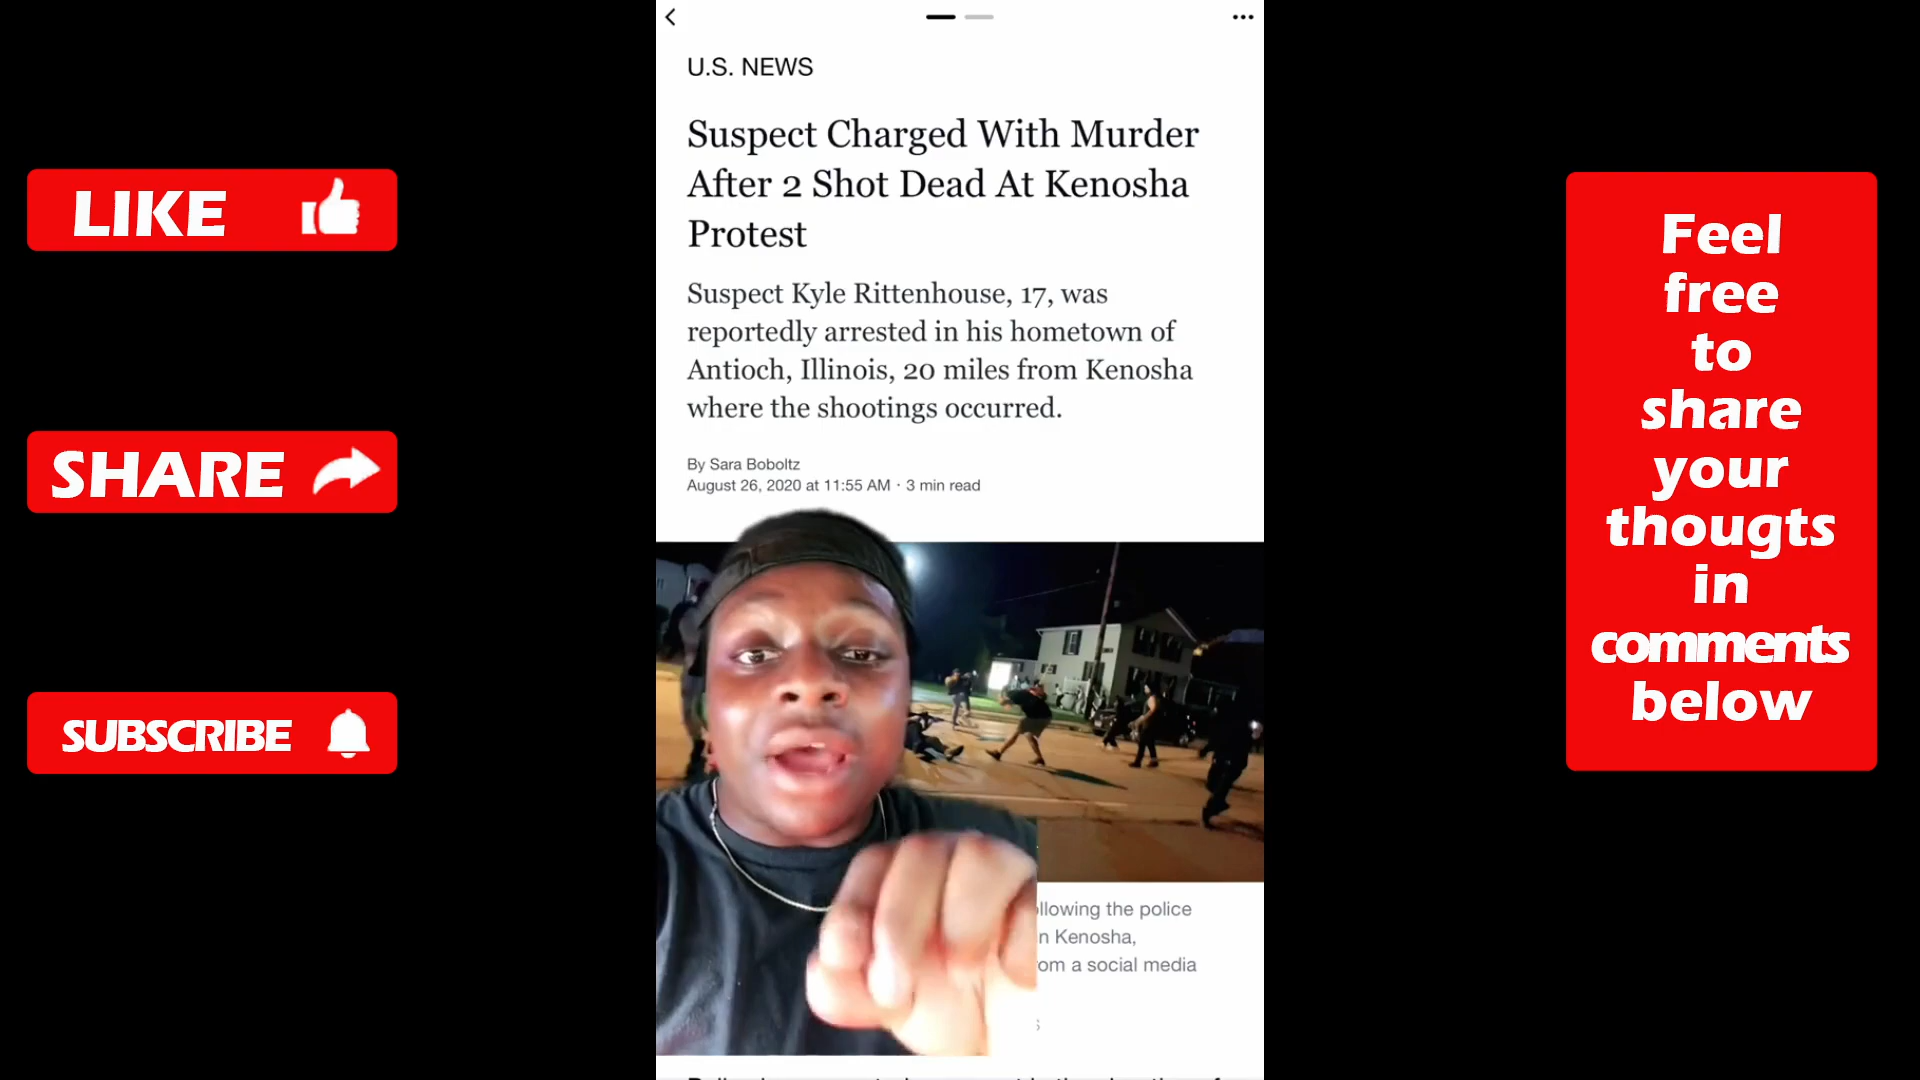 U.S. NEWS
Suspect Charged With Murder
After 2 Shot Dead At Kenosha
Protest
Suspect Kyle Rittenhouse, 17, was
reportedly arrested in his hometown of
Antioch, Illinois, 20 miles from Kenosha
where the shootings occurred.
By Sara Boboltz
August 26, 2020 at 11:55 AM · 3 min read
llowing the police
n Kenosha,
om a social media
LIKE
SHARE
SUBSCRIBE
Feel
free
to
share
your
thougts
in
comments
below